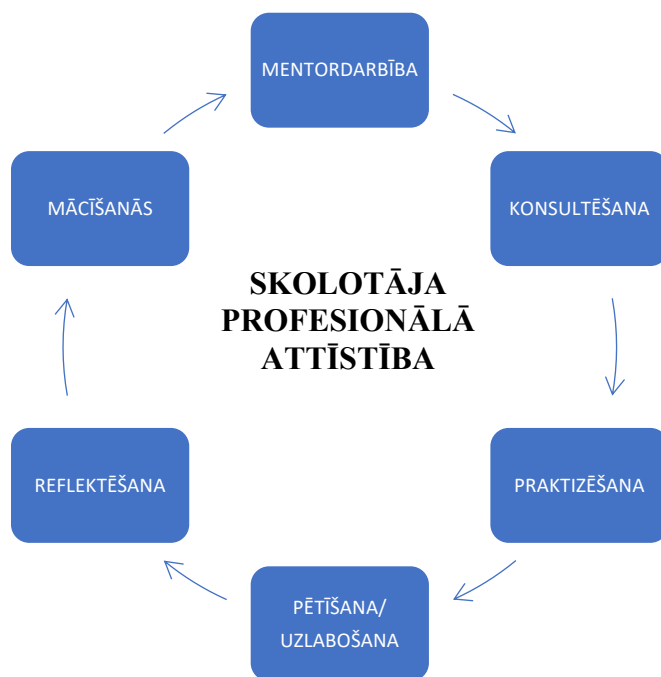 MENTORDARBĪBA
KONSULTĒŠANA
PRAKTIZĒŠANA
PĒTĪŠANA/
UZLABOŠANA
REFLEKTĒŠANA
MĀCĪŠANĀS
SKOLOTĀJA
PROFESIONĀLĀ
ATTĪSTĪBA